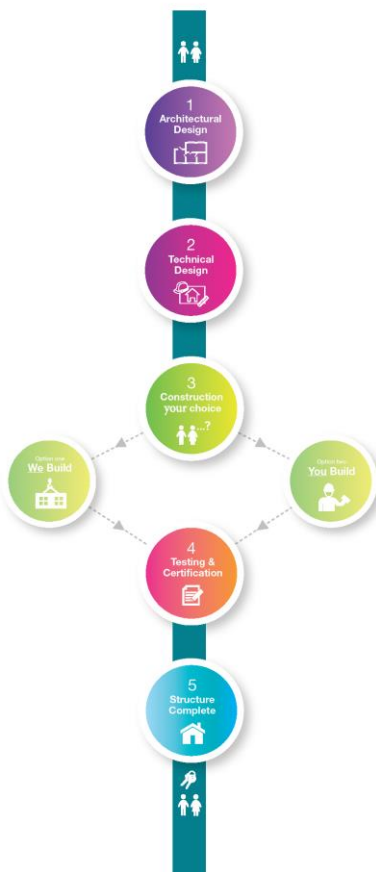 1
Architectural
Design
2
Technical
Design
3
Construction
your choice
...?
Option one
We Build
Option two
You Build
4
Testing &
Certification
5
Structure
Complete